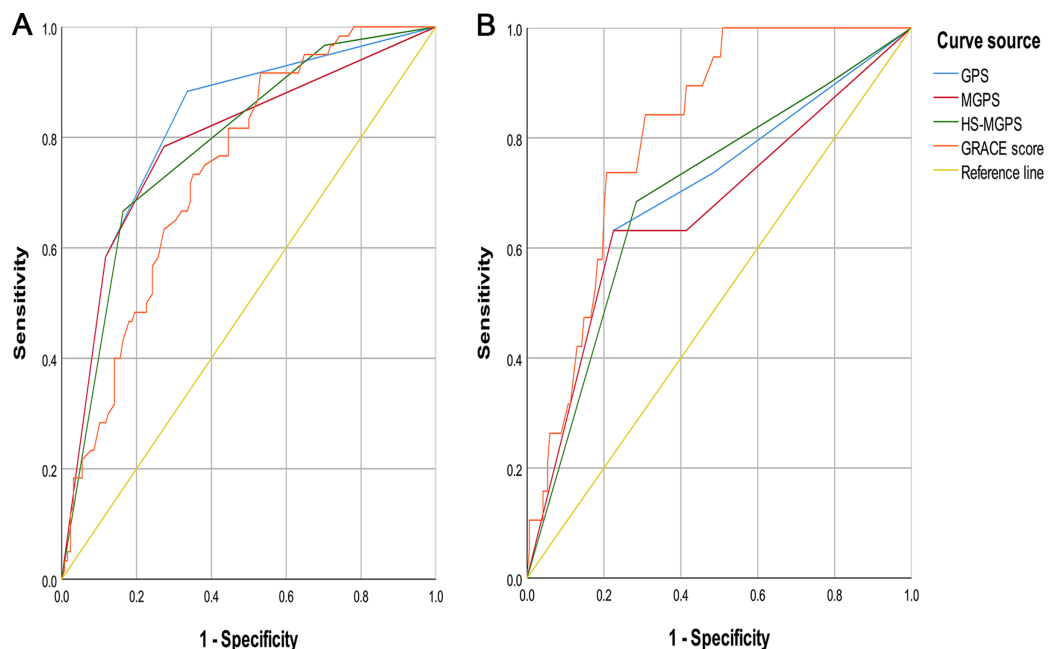 A
1.0
0.8
0.6
0.4
0.2
0.0
Sensitivity
0.0 0.2 0.4 0.6 0.8 1.0
1 - Specificity
B
1.0
0.8
0.6
0.4
0.2
0.0
Sensitivity
0.0 0.2 0.4 0.6 0.8 1.0
1 - Specificity
Curve source
GPS
MGPS
HS-MGPS
GRACE score
Reference line